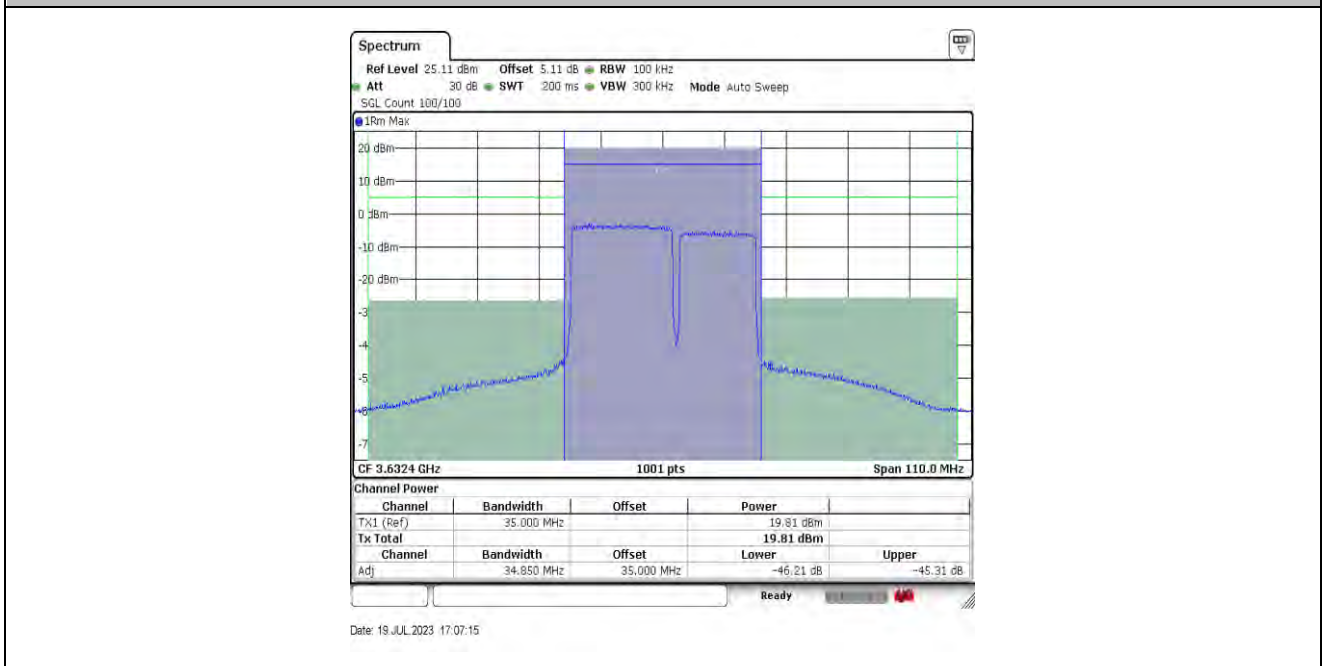 Spectrum
Ref Level 25.11 dBm Offset 5.11 dB RBW 100 kHz
Att 30 dB SWT 200 ms VBW 300 kHz Mode Auto Sweep
SGL Count 100/100
1Rm Max
20 dBm
10 dBm
0 dBm
-10 dBm
-20 dBm
-3
-4
-5
-6
-7
CF 3.6324 GHz 1001 pts Span 110.0 MHz
Channel Power
Channel Bandwidth Offset Power
TX1 (Ref) 35.000 MHz 19.81 dBm
Tx Total 19.81 dBm
Channel Bandwidth Offset Lower Upper
Adj 34.850 MHz 35.000 MHz -46.21 dB -45.31 dB
Ready
Date: 19.JUL.2023 17:07:15